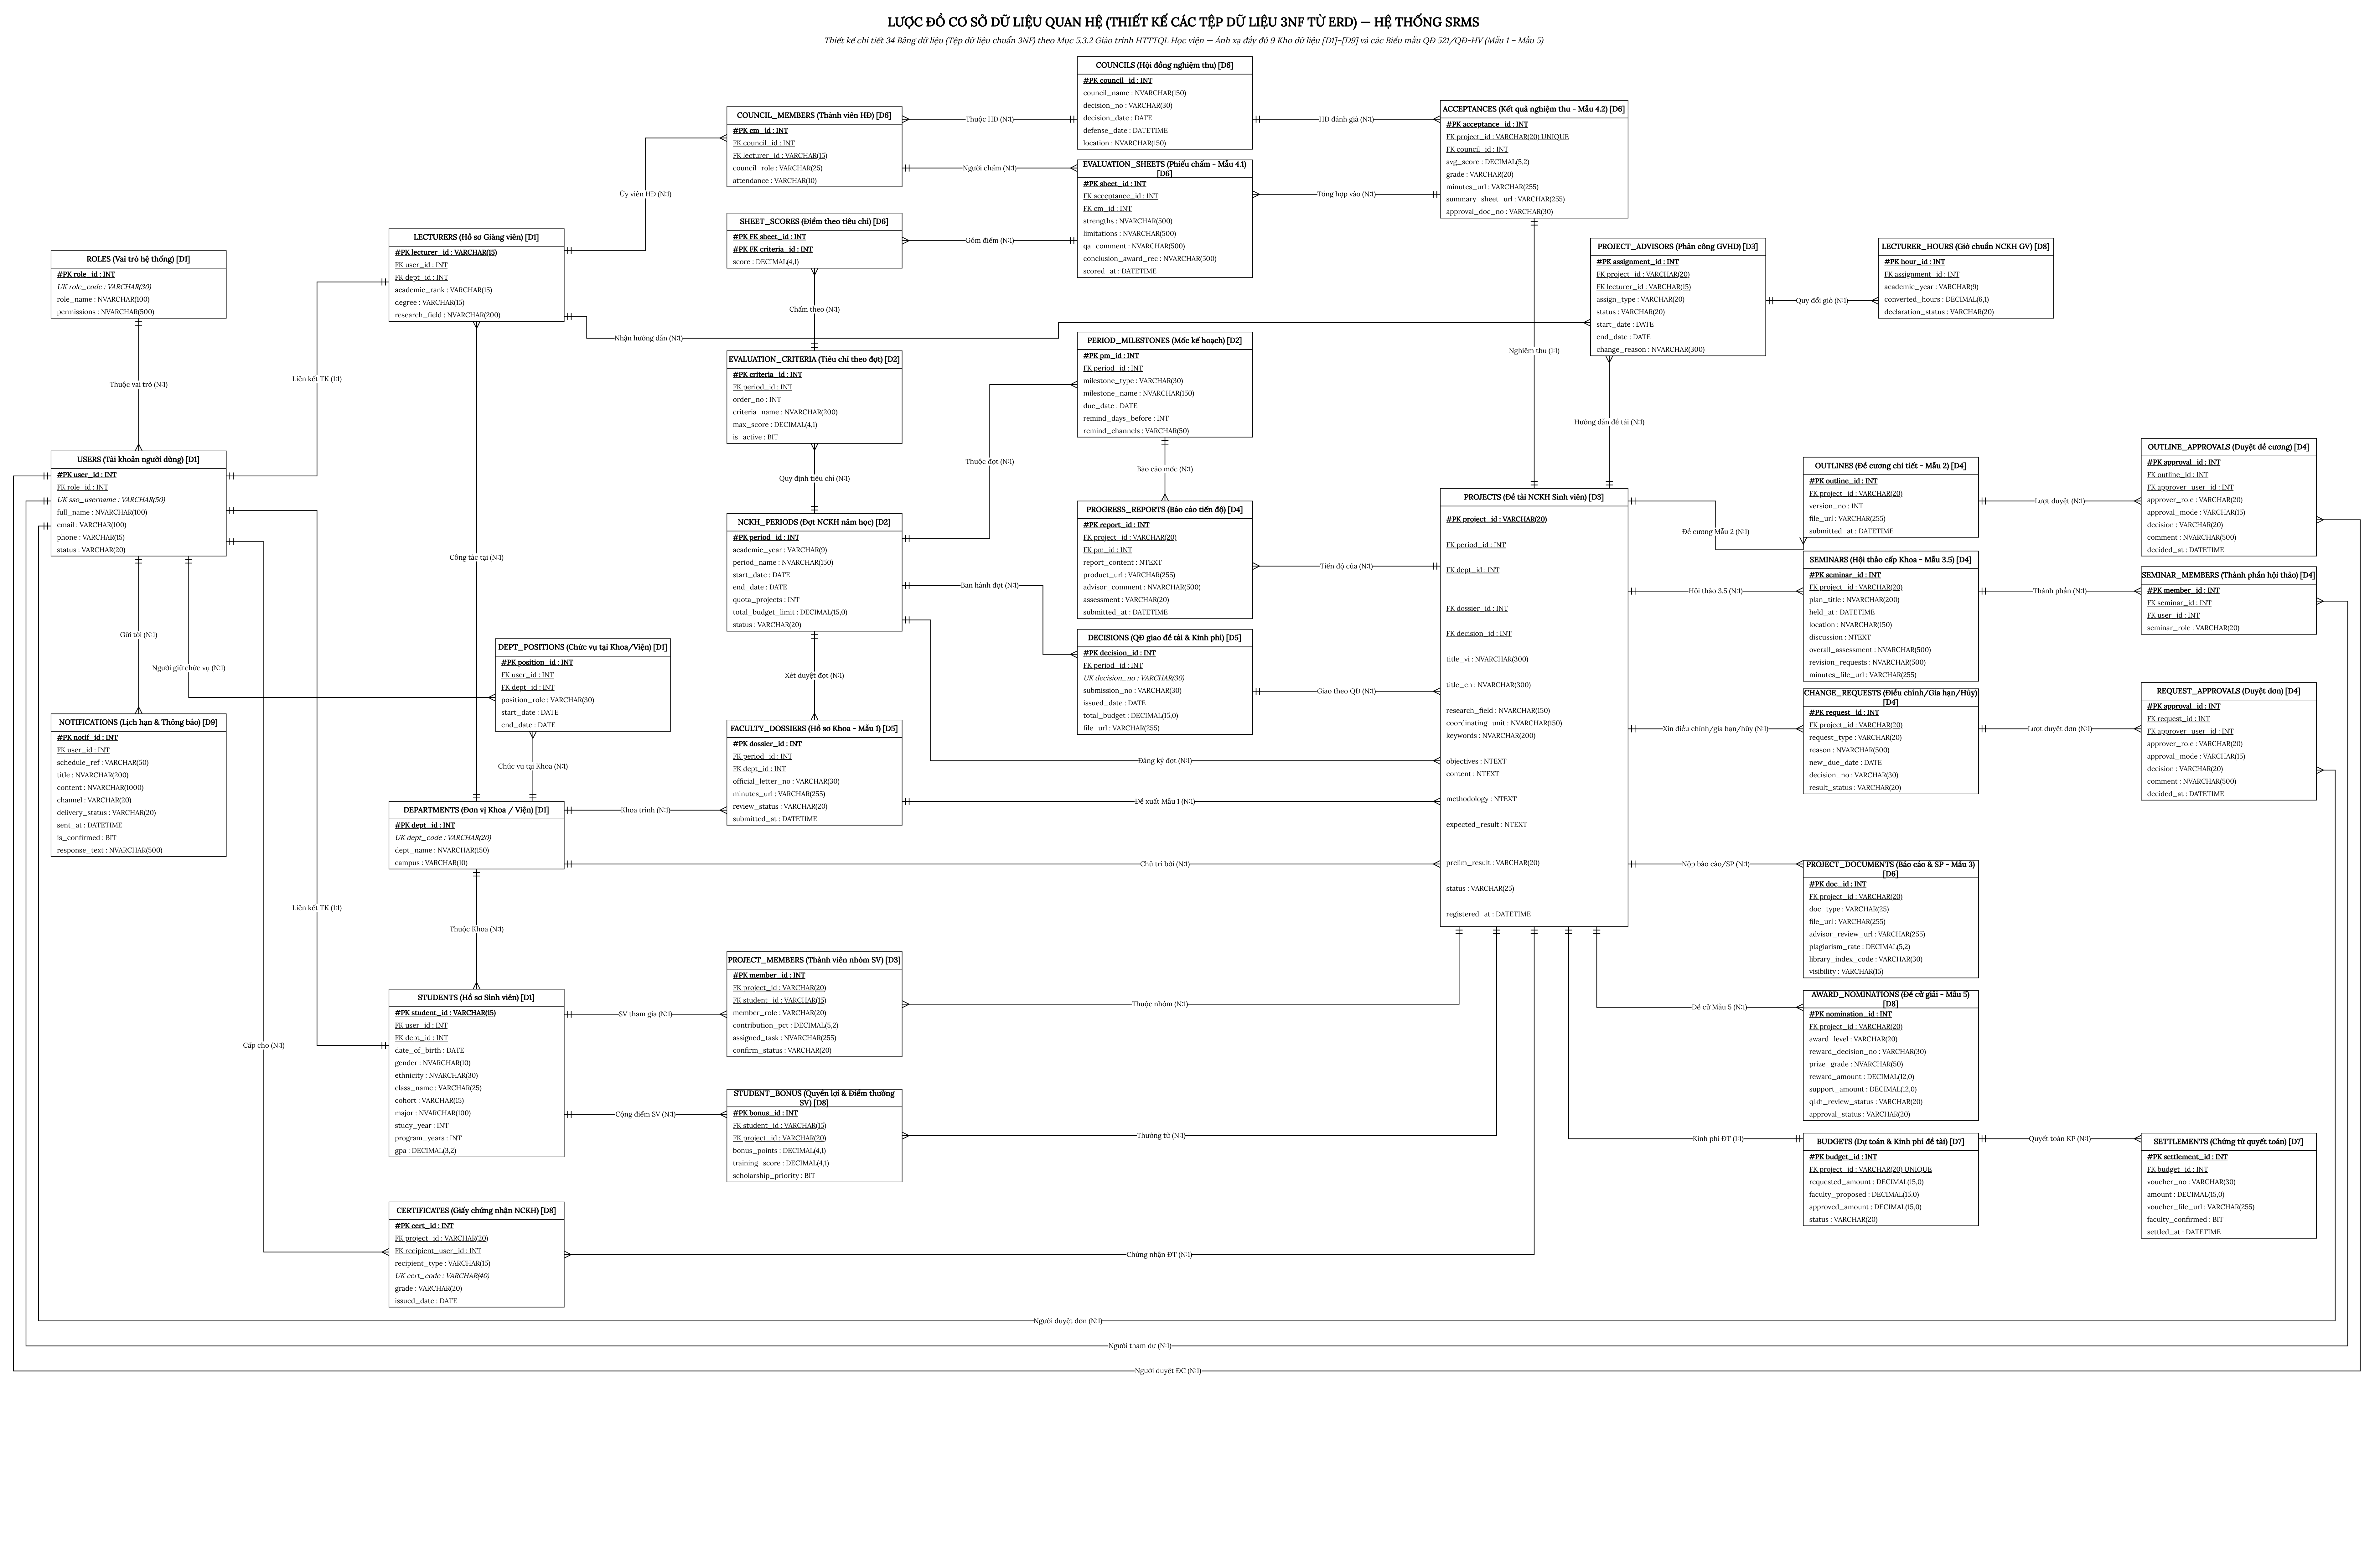 LƯỢC ĐỒ CƠ SỞ DỮ LIỆU QUAN HỆ (THIẾT KẾ CÁC TỆP DỮ LIỆU 3NF TỪ ERD) — HỆ THỐNG SRMS
Thiết kế chi tiết 34 Bảng dữ liệu (Tệp dữ liệu chuẩn 3NF) theo Mục 5.3.2 Giáo trình HTTTQL Học viện — Ánh xạ đầy đủ 9 Kho dữ liệu [D1]–[D9] và các Biểu mẫu QĐ 521/QĐ-HV (Mẫu 1 – Mẫu 5)
COUNCILS (Hội đồng nghiệm thu) [D6]
#PK council_id : INT
council_name : NVARCHAR(150)
decision_no : VARCHAR(30)
decision_date : DATE
defense_date : DATETIME
location : NVARCHAR(150)
COUNCIL_MEMBERS (Thành viên HĐ) [D6]
#PK cm_id : INT
FK council_id : INT
FK lecturer_id : VARCHAR(15)
council_role : VARCHAR(25)
attendance : VARCHAR(10)
Thuộc HĐ (N:1)
HĐ đánh giá (N:1)
Người chấm (N:1)
ACCEPTANCES (Kết quả nghiệm thu - Mẫu 4.2) [D6]
#PK acceptance_id : INT
FK project_id : VARCHAR(20) UNIQUE
FK council_id : INT
avg_score : DECIMAL(5,2)
grade : VARCHAR(20)
minutes_url : VARCHAR(255)
summary_sheet_url : VARCHAR(255)
approval_doc_no : VARCHAR(30)
EVALUATION_SHEETS (Phiếu chấm - Mẫu 4.1)
[D6]
#PK sheet_id : INT
FK acceptance_id : INT
FK cm_id : INT
strengths : NVARCHAR(500)
limitations : NVARCHAR(500)
qa_comment : NVARCHAR(500)
conclusion_award_rec : NVARCHAR(500)
scored_at : DATETIME
Ủy viên HĐ (N:1)
Tổng hợp vào (N:1)
SHEET_SCORES (Điểm theo tiêu chí) [D6]
#PK FK sheet_id : INT
#PK FK criteria_id : INT
score : DECIMAL(4,1)
Gồm điểm (N:1)
LECTURERS (Hồ sơ Giảng viên) [D1]
#PK lecturer_id : VARCHAR(15)
FK user_id : INT
FK dept_id : INT
academic_rank : VARCHAR(15)
degree : VARCHAR(15)
research_field : NVARCHAR(200)
ROLES (Vai trò hệ thống) [D1]
#PK role_id : INT
UK role_code : VARCHAR(30)
role_name : NVARCHAR(100)
permissions : NVARCHAR(500)
PROJECT_ADVISORS (Phân công GVHD) [D3]
#PK assignment_id : INT
FK project_id : VARCHAR(20)
FK lecturer_id : VARCHAR(15)
assign_type : VARCHAR(20)
status : VARCHAR(20)
start_date : DATE
end_date : DATE
change_reason : NVARCHAR(300)
Quy đổi giờ (N:1)
LECTURER_HOURS (Giờ chuẩn NCKH GV) [D8]
#PK hour_id : INT
FK assignment_id : INT
academic_year : VARCHAR(9)
converted_hours : DECIMAL(6,1)
declaration_status : VARCHAR(20)
Chấm theo (N:1)
Nhận hướng dẫn (N:1)
Nghiệm thu (1:1)
Liên kết TK (1:1)
Thuộc vai trò (N:1)
EVALUATION_CRITERIA (Tiêu chí theo đợt) [D2]
#PK criteria_id : INT
FK period_id : INT
order_no : INT
criteria_name : NVARCHAR(200)
max_score : DECIMAL(4,1)
is_active : BIT
PERIOD_MILESTONES (Mốc kế hoạch) [D2]
#PK pm_id : INT
FK period_id : INT
milestone_type : VARCHAR(30)
milestone_name : NVARCHAR(150)
due_date : DATE
remind_days_before : INT
remind_channels : VARCHAR(50)
Hướng dẫn đề tài (N:1)
Thuộc đợt (N:1)
Báo cáo mốc (N:1)
Quy định tiêu chí (N:1)
USERS (Tài khoản người dùng) [D1]
#PK user_id : INT
FK role_id : INT
UK sso_username : VARCHAR(50)
full_name : NVARCHAR(100)
email : VARCHAR(100)
phone : VARCHAR(15)
status : VARCHAR(20)
OUTLINES (Đề cương chi tiết - Mẫu 2) [D4]
#PK outline_id : INT
FK project_id : VARCHAR(20)
version_no : INT
file_url : VARCHAR(255)
submitted_at : DATETIME
Lượt duyệt (N:1)
OUTLINE_APPROVALS (Duyệt đề cương) [D4]
#PK approval_id : INT
FK outline_id : INT
FK approver_user_id : INT
approver_role : VARCHAR(20)
approval_mode : VARCHAR(15)
decision : VARCHAR(20)
comment : NVARCHAR(500)
decided_at : DATETIME
PROJECTS (Đề tài NCKH Sinh viên) [D3]
#PK project_id : VARCHAR(20)
FK period_id : INT
FK dept_id : INT
FK dossier_id : INT
FK decision_id : INT
title_vi : NVARCHAR(300)
title_en : NVARCHAR(300)
research_field : NVARCHAR(150)
coordinating_unit : NVARCHAR(150)
keywords : NVARCHAR(200)
objectives : NTEXT
content : NTEXT
methodology : NTEXT
expected_result : NTEXT
prelim_result : VARCHAR(20)
status : VARCHAR(25)
registered_at : DATETIME
NCKH_PERIODS (Đợt NCKH năm học) [D2]
#PK period_id : INT
academic_year : VARCHAR(9)
period_name : NVARCHAR(150)
start_date : DATE
end_date : DATE
quota_projects : INT
total_budget_limit : DECIMAL(15,0)
status : VARCHAR(20)
PROGRESS_REPORTS (Báo cáo tiến độ) [D4]
#PK report_id : INT
FK project_id : VARCHAR(20)
FK pm_id : INT
report_content : NTEXT
product_url : VARCHAR(255)
advisor_comment : NVARCHAR(500)
assessment : VARCHAR(20)
submitted_at : DATETIME
Đề cương Mẫu 2 (N:1)
Công tác tại (N:1)
Tiến độ của (N:1)
Ban hành đợt (N:1)
Hội thảo 3.5 (N:1)
SEMINARS (Hội thảo cấp Khoa - Mẫu 3.5) [D4]
#PK seminar_id : INT
FK project_id : VARCHAR(20)
plan_title : NVARCHAR(200)
held_at : DATETIME
location : NVARCHAR(150)
discussion : NTEXT
overall_assessment : NVARCHAR(500)
revision_requests : NVARCHAR(500)
minutes_file_url : VARCHAR(255)
Thành phần (N:1)
SEMINAR_MEMBERS (Thành phần hội thảo) [D4]
#PK member_id : INT
FK seminar_id : INT
FK user_id : INT
seminar_role : VARCHAR(20)
Gửi tới (N:1)
Người giữ chức vụ (N:1)
DEPT_POSITIONS (Chức vụ tại Khoa/Viện) [D1]
#PK position_id : INT
FK user_id : INT
FK dept_id : INT
position_role : VARCHAR(30)
start_date : DATE
end_date : DATE
Xét duyệt đợt (N:1)
DECISIONS (QĐ giao đề tài & Kinh phí) [D5]
#PK decision_id : INT
FK period_id : INT
UK decision_no : VARCHAR(30)
submission_no : VARCHAR(30)
issued_date : DATE
total_budget : DECIMAL(15,0)
file_url : VARCHAR(255)
Giao theo QĐ (N:1)
CHANGE_REQUESTS (Điều chỉnh/Gia hạn/Hủy)
[D4]
#PK request_id : INT
FK project_id : VARCHAR(20)
request_type : VARCHAR(20)
reason : NVARCHAR(500)
new_due_date : DATE
decision_no : VARCHAR(30)
result_status : VARCHAR(20)
Xin điều chỉnh/gia hạn/hủy (N:1)
Lượt duyệt đơn (N:1)
REQUEST_APPROVALS (Duyệt đơn) [D4]
#PK approval_id : INT
FK request_id : INT
FK approver_user_id : INT
approver_role : VARCHAR(20)
approval_mode : VARCHAR(15)
decision : VARCHAR(20)
comment : NVARCHAR(500)
decided_at : DATETIME
NOTIFICATIONS (Lịch hạn & Thông báo) [D9]
#PK notif_id : INT
FK user_id : INT
schedule_ref : VARCHAR(50)
title : NVARCHAR(200)
content : NVARCHAR(1000)
channel : VARCHAR(20)
delivery_status : VARCHAR(20)
sent_at : DATETIME
is_confirmed : BIT
response_text : NVARCHAR(500)
FACULTY_DOSSIERS (Hồ sơ Khoa - Mẫu 1) [D5]
#PK dossier_id : INT
FK period_id : INT
FK dept_id : INT
official_letter_no : VARCHAR(30)
minutes_url : VARCHAR(255)
review_status : VARCHAR(20)
submitted_at : DATETIME
Đăng ký đợt (N:1)
Chức vụ tại Khoa (N:1)
Đề xuất Mẫu 1 (N:1)
Khoa trình (N:1)
DEPARTMENTS (Đơn vị Khoa / Viện) [D1]
#PK dept_id : INT
UK dept_code : VARCHAR(20)
dept_name : NVARCHAR(150)
campus : VARCHAR(10)
Chủ trì bởi (N:1)
Nộp báo cáo/SP (N:1)
PROJECT_DOCUMENTS (Báo cáo & SP - Mẫu 3)
[D6]
#PK doc_id : INT
FK project_id : VARCHAR(20)
doc_type : VARCHAR(25)
file_url : VARCHAR(255)
advisor_review_url : VARCHAR(255)
plagiarism_rate : DECIMAL(5,2)
library_index_code : VARCHAR(30)
visibility : VARCHAR(15)
Liên kết TK (1:1)
Thuộc Khoa (N:1)
PROJECT_MEMBERS (Thành viên nhóm SV) [D3]
#PK member_id : INT
FK project_id : VARCHAR(20)
FK student_id : VARCHAR(15)
member_role : VARCHAR(20)
contribution_pct : DECIMAL(5,2)
assigned_task : NVARCHAR(255)
confirm_status : VARCHAR(20)
STUDENTS (Hồ sơ Sinh viên) [D1]
#PK student_id : VARCHAR(15)
FK user_id : INT
FK dept_id : INT
date_of_birth : DATE
gender : NVARCHAR(10)
ethnicity : NVARCHAR(30)
class_name : VARCHAR(25)
cohort : VARCHAR(15)
major : NVARCHAR(100)
study_year : INT
program_years : INT
gpa : DECIMAL(3,2)
Thuộc nhóm (N:1)
SV tham gia (N:1)
Đề cử Mẫu 5 (N:1)
AWARD_NOMINATIONS (Đề cử giải - Mẫu 5)
[D8]
#PK nomination_id : INT
FK project_id : VARCHAR(20)
award_level : VARCHAR(20)
reward_decision_no : VARCHAR(30)
prize_grade : NVARCHAR(50)
reward_amount : DECIMAL(12,0)
support_amount : DECIMAL(12,0)
qlkh_review_status : VARCHAR(20)
approval_status : VARCHAR(20)
Cấp cho (N:1)
STUDENT_BONUS (Quyền lợi & Điểm thưởng
SV) [D8]
#PK bonus_id : INT
FK student_id : VARCHAR(15)
FK project_id : VARCHAR(20)
bonus_points : DECIMAL(4,1)
training_score : DECIMAL(4,1)
scholarship_priority : BIT
Cộng điểm SV (N:1)
Thưởng từ (N:1)
Kinh phí ĐT (1:1)
BUDGETS (Dự toán & Kinh phí đề tài) [D7]
#PK budget_id : INT
FK project_id : VARCHAR(20) UNIQUE
requested_amount : DECIMAL(15,0)
faculty_proposed : DECIMAL(15,0)
approved_amount : DECIMAL(15,0)
status : VARCHAR(20)
Quyết toán KP (N:1)
SETTLEMENTS (Chứng từ quyết toán) [D7]
#PK settlement_id : INT
FK budget_id : INT
voucher_no : VARCHAR(30)
amount : DECIMAL(15,0)
voucher_file_url : VARCHAR(255)
faculty_confirmed : BIT
settled_at : DATETIME
CERTIFICATES (Giấy chứng nhận NCKH) [D8]
#PK cert_id : INT
FK project_id : VARCHAR(20)
FK recipient_user_id : INT
recipient_type : VARCHAR(15)
UK cert_code : VARCHAR(40)
grade : VARCHAR(20)
issued_date : DATE
Chứng nhận ĐT (N:1)
Người duyệt đơn (N:1)
Người tham dự (N:1)
Người duyệt ĐC (N:1)